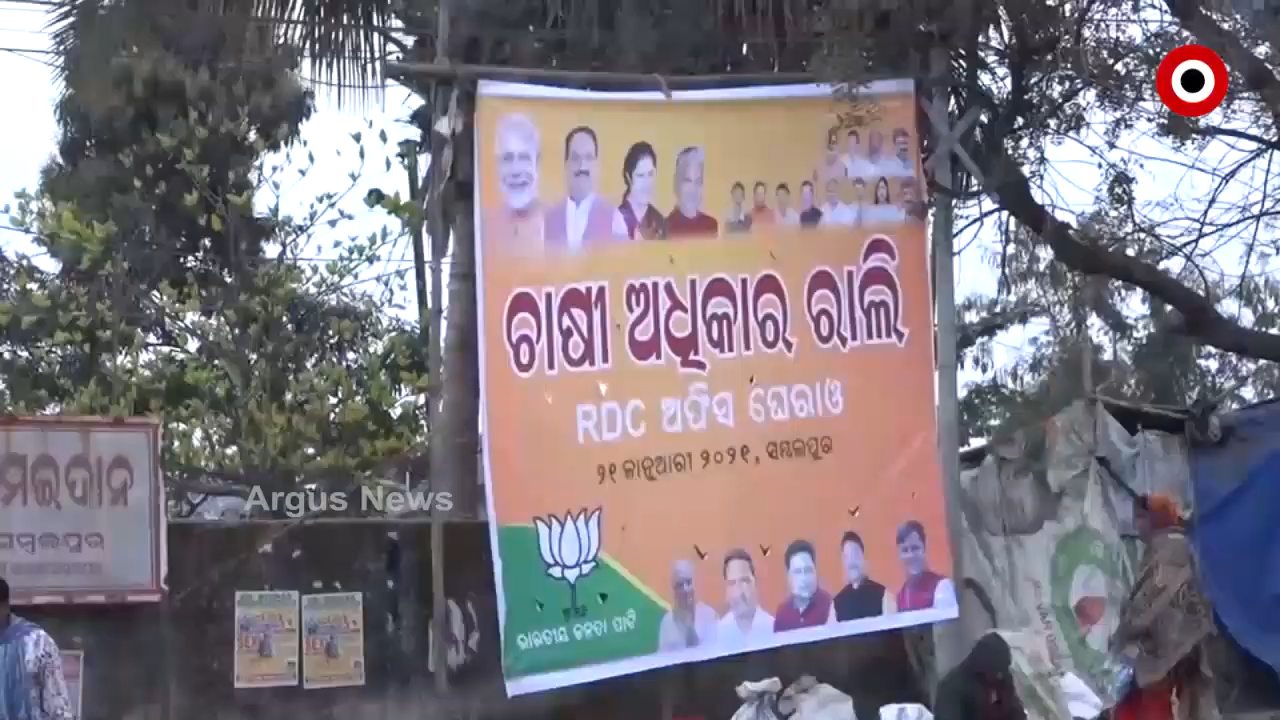 ଚାଷୀ ଅଧିକାର ରାଲି
RDC ଅଫିସ ଘେରାଓ
୨୧ ଜାନୁଆରୀ ୨୦୨୧, ସମ୍ବଲପୁର
ଭାରତୀୟ ଜନତା ପାର୍ଟି
ମଇଦାନ
ସମ୍ବଲପୁର
Argus News